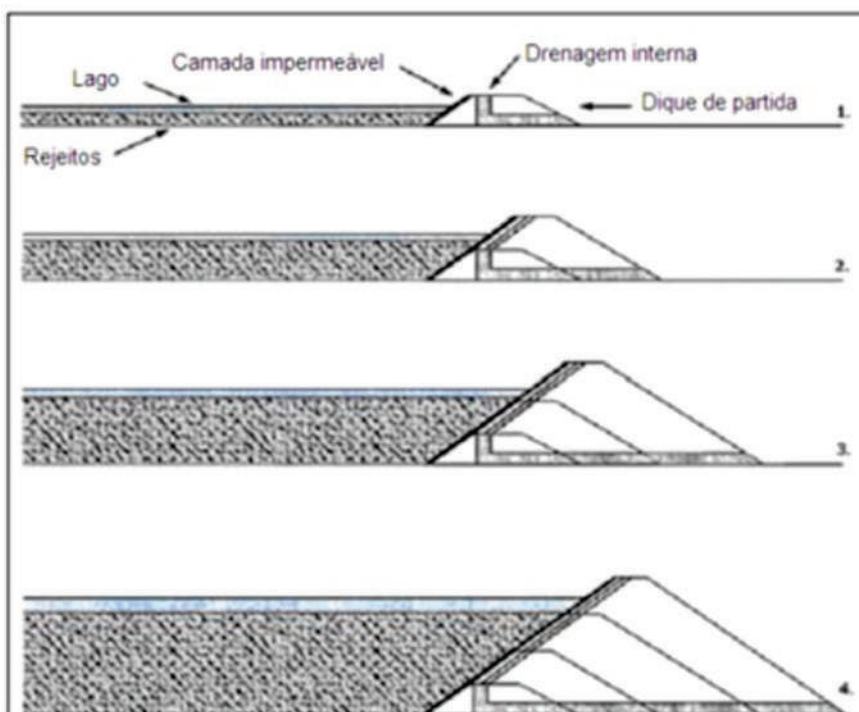 Drenagem interna
Camada impermeável
Lago
Dique de partida
1.
Rejeitos
2.
3.
4.